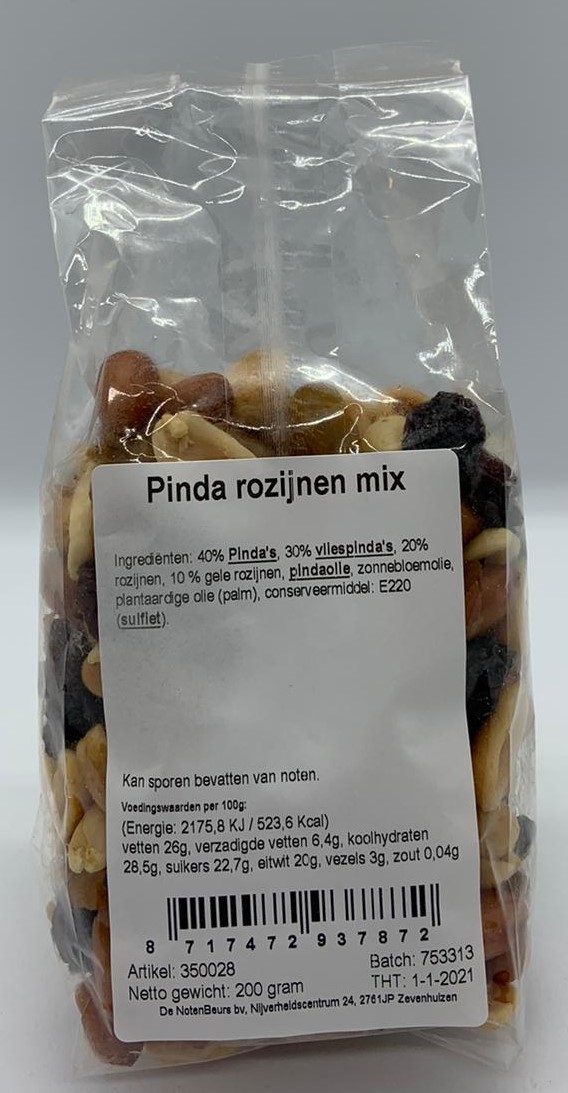 Pinda rozijnen mix
Ingrediënten: 40% Pinda's, 30% vliespinda's, 20%
rozijnen, 10 % gele rozijnen, pindaolie, zonnebloemolie,
plantaardige olie (palm), conserveermiddel: E220
(sulfiet).
Kan sporen bevatten van noten.
Voedingswaarden per 100g:
(Energie: 2175,8 KJ / 523,6 Kcal)
vetten 26g, verzadigde vetten 6,4g, koolhydraten
28,5g, suikers 22,7g, eitwit 20g, vezels 3g, zout 0,04g
8 717472 937872
Artikel: 350028 Batch: 753313
Netto gewicht: 200 gram THT: 1-1-2021
De NotenBeurs bv, Nijverheidscentrum 24, 2761JP Zevenhuizen